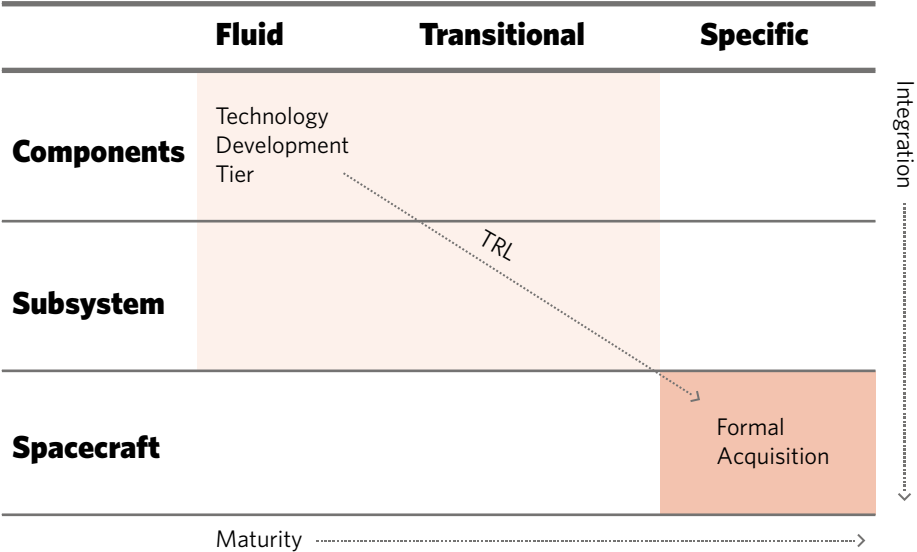 Fluid Transitional Specific
Components
Technology
Development
Tier
Integration
TRL
Subsystem
Spacecraft
Formal
Acquisition
Maturity